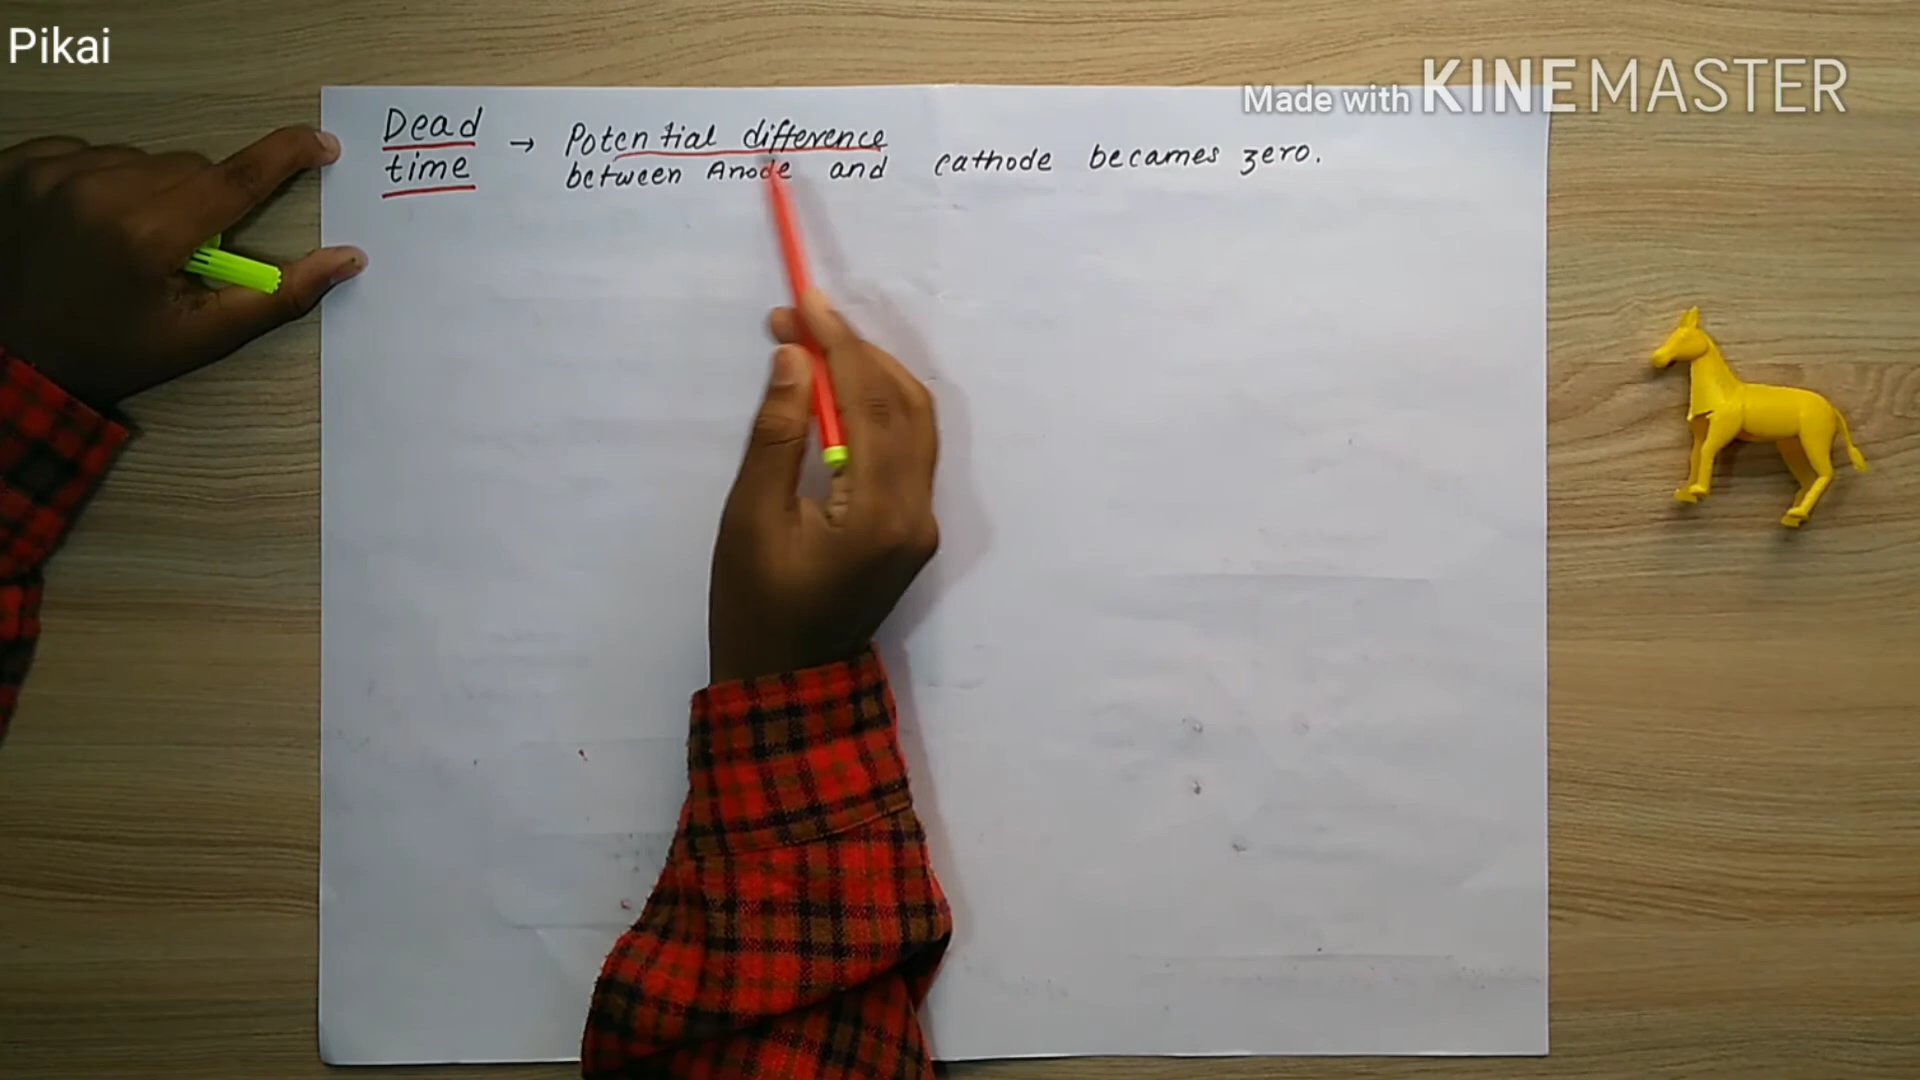 Pikai
Made with KINEMASTER
Dead
time
→ Potential difference
between Anode and cathode becames zero.